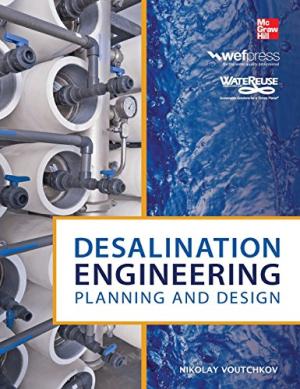 Mc
Graw
Hill
wefpress
WATEREUSE
DESALINATION
ENGINEERING
PLANNING AND DESIGN
NIKOLAY VOUTCHKOV